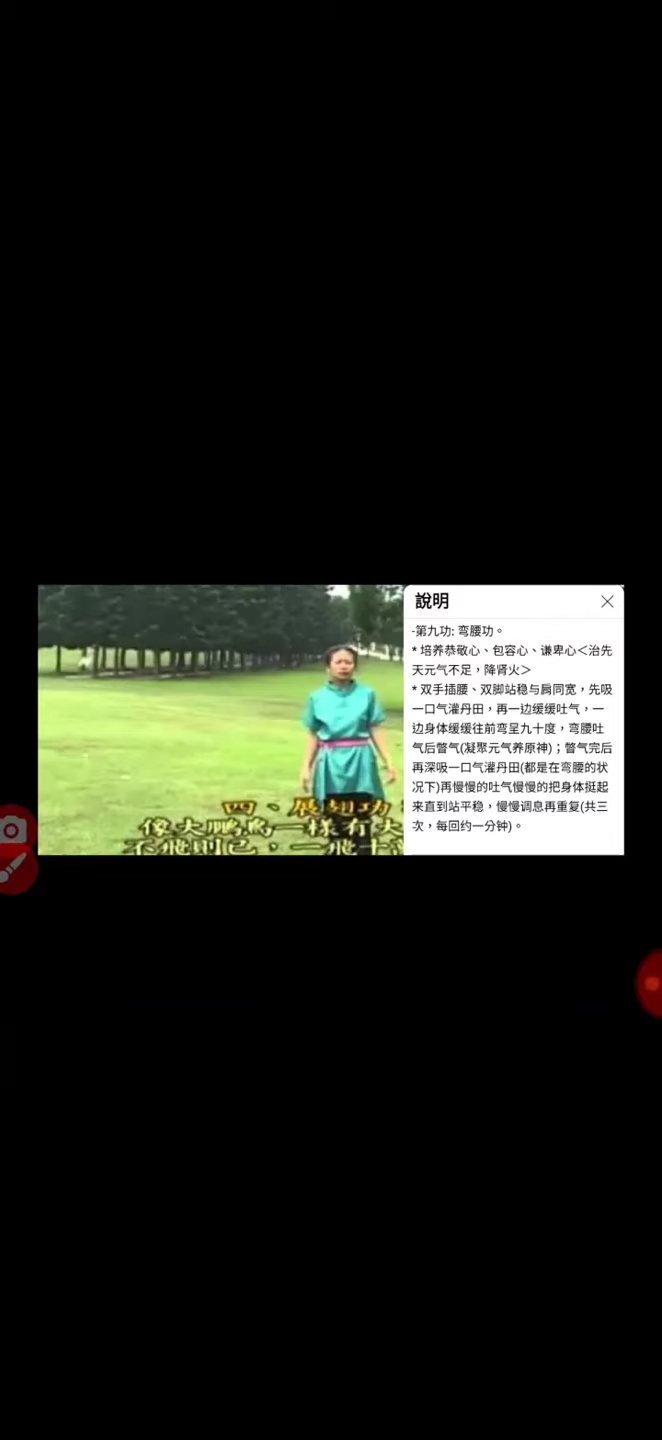 四、展翅功
像大鵬鳥一樣有大
不飛則已，一飛十
說明
-第九功: 弯腰功。
* 培养恭敬心、包容心、谦卑心＜治先
天元气不足，降肾火＞
* 双手插腰、双脚站稳与肩同宽，先吸
一口气灌丹田，再一边缓缓吐气，一
边身体缓缓往前弯呈九十度，弯腰吐
气后瞥气(凝聚元气养原神)；瞥气完后
再深吸一口气灌丹田(都是在弯腰的状
况下)再慢慢的吐气慢慢的把身体挺起
来直到站平稳，慢慢调息再重复(共三
次，每回约一分钟)。